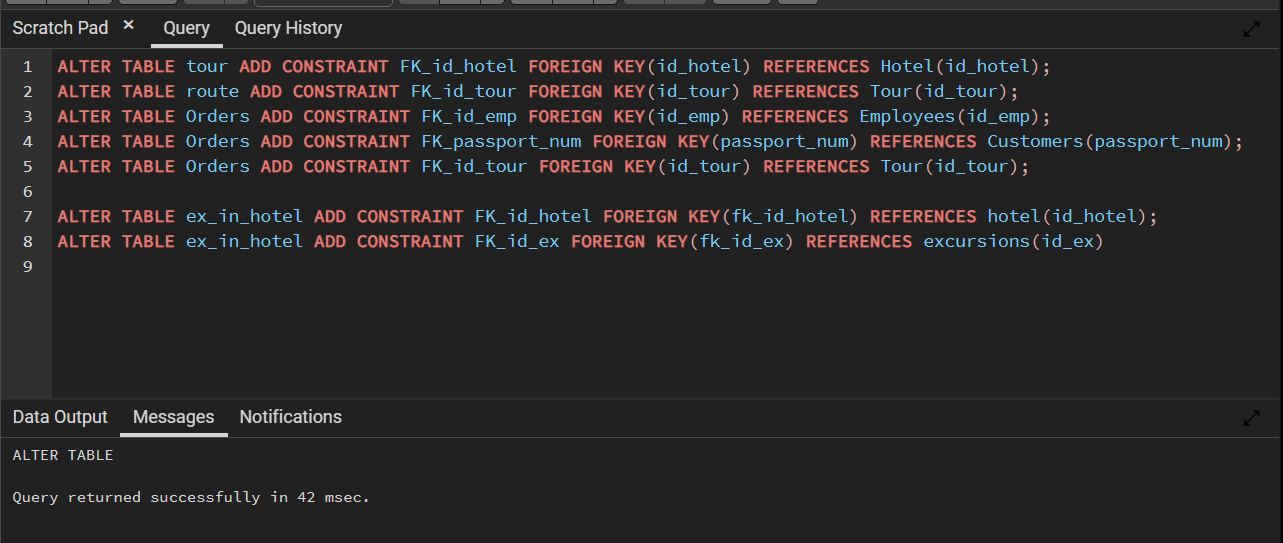 Scratch Pad × Query Query History
1 ALTER TABLE tour ADD CONSTRAINT FK_id_hotel FOREIGN KEY(id_hotel) REFERENCES Hotel(id_hotel);
2 ALTER TABLE route ADD CONSTRAINT FK_id_tour FOREIGN KEY(id_tour) REFERENCES Tour(id_tour);
3 ALTER TABLE Orders ADD CONSTRAINT FK_id_emp FOREIGN KEY(id_emp) REFERENCES Employees(id_emp);
4 ALTER TABLE Orders ADD CONSTRAINT FK_passport_num FOREIGN KEY(passport_num) REFERENCES Customers(passport_num);
5 ALTER TABLE Orders ADD CONSTRAINT FK_id_tour FOREIGN KEY(id_tour) REFERENCES Tour(id_tour);
6
7 ALTER TABLE ex_in_hotel ADD CONSTRAINT FK_id_hotel FOREIGN KEY(fk_id_hotel) REFERENCES hotel(id_hotel);
8 ALTER TABLE ex_in_hotel ADD CONSTRAINT FK_id_ex FOREIGN KEY(fk_id_ex) REFERENCES excursions(id_ex)
9
Data Output Messages Notifications
ALTER TABLE
Query returned successfully in 42 msec.